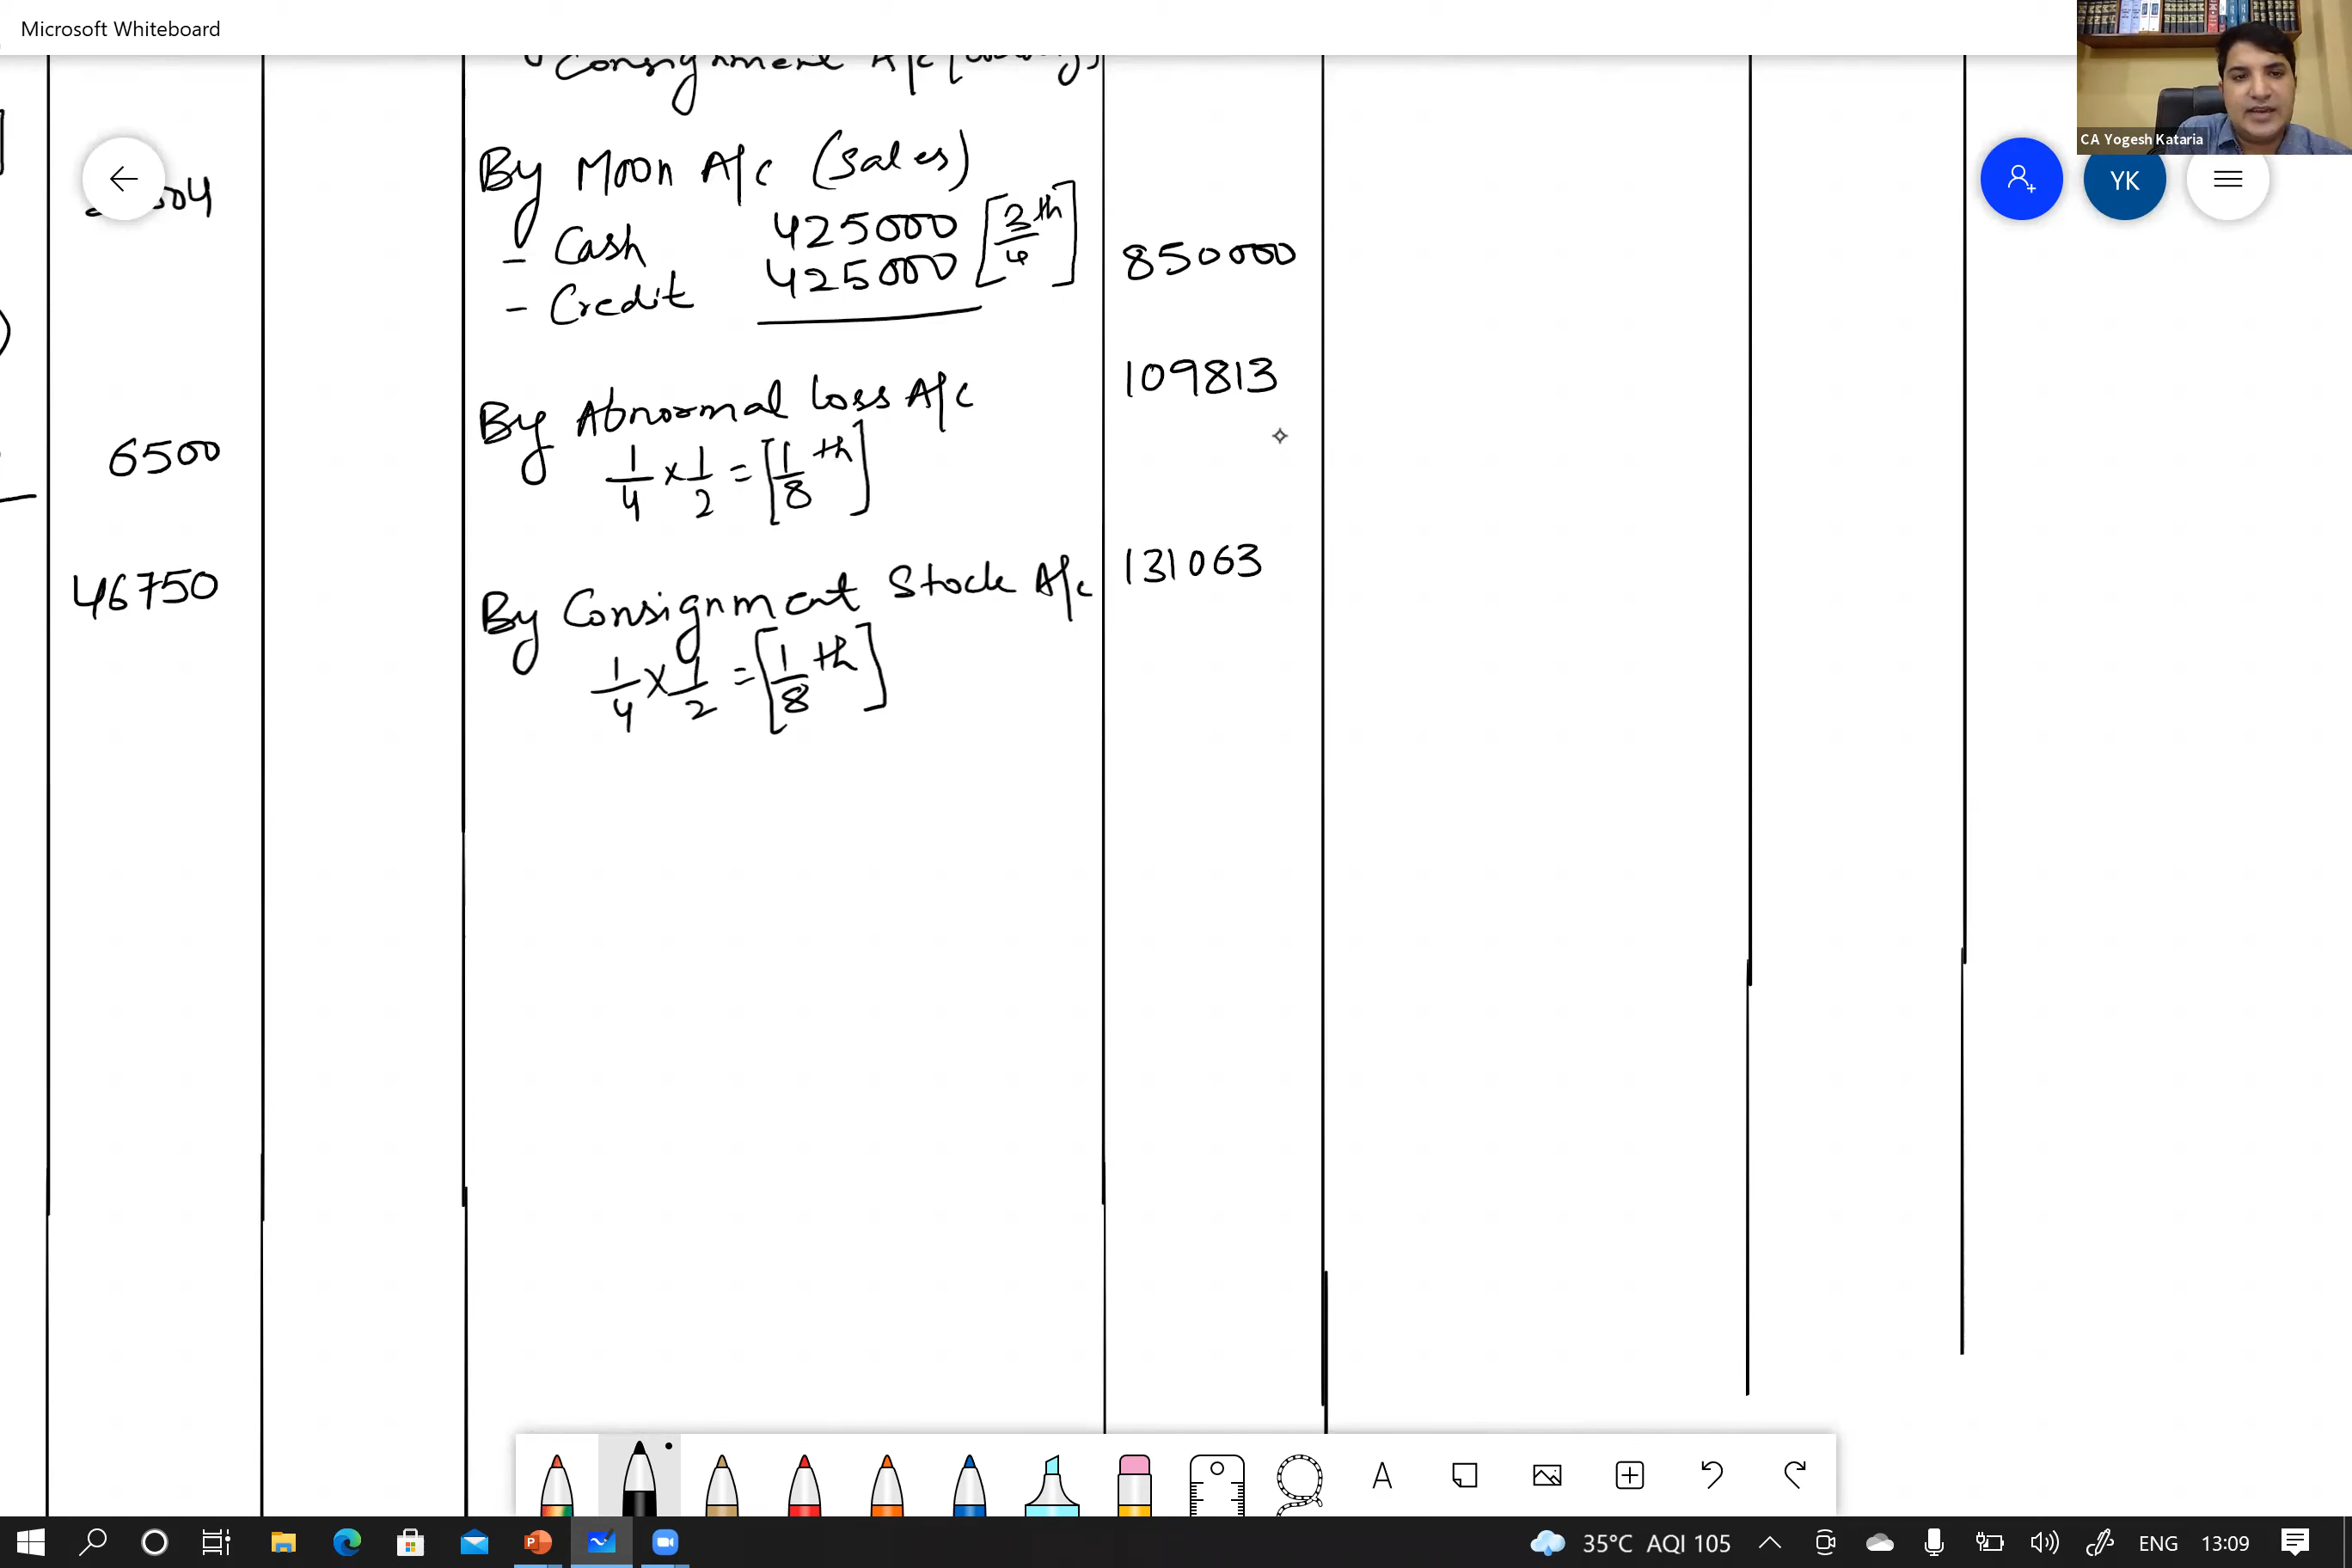 Microsoft Whiteboard
CA Yogesh Kataria
YK
Consignment A/c
By Moon A/c (Sales)
- Cash 425000 [3/4 th] 850000
- Credit 425000
By Abnormal Loss A/c 109813
1/4 x 1/2 = [1/8 th]
6500
By Consignment Stock A/c 131063
46750
1/4 x 1/2 = [1/8 th]
A
35°C AQI 105
ENG
13:09